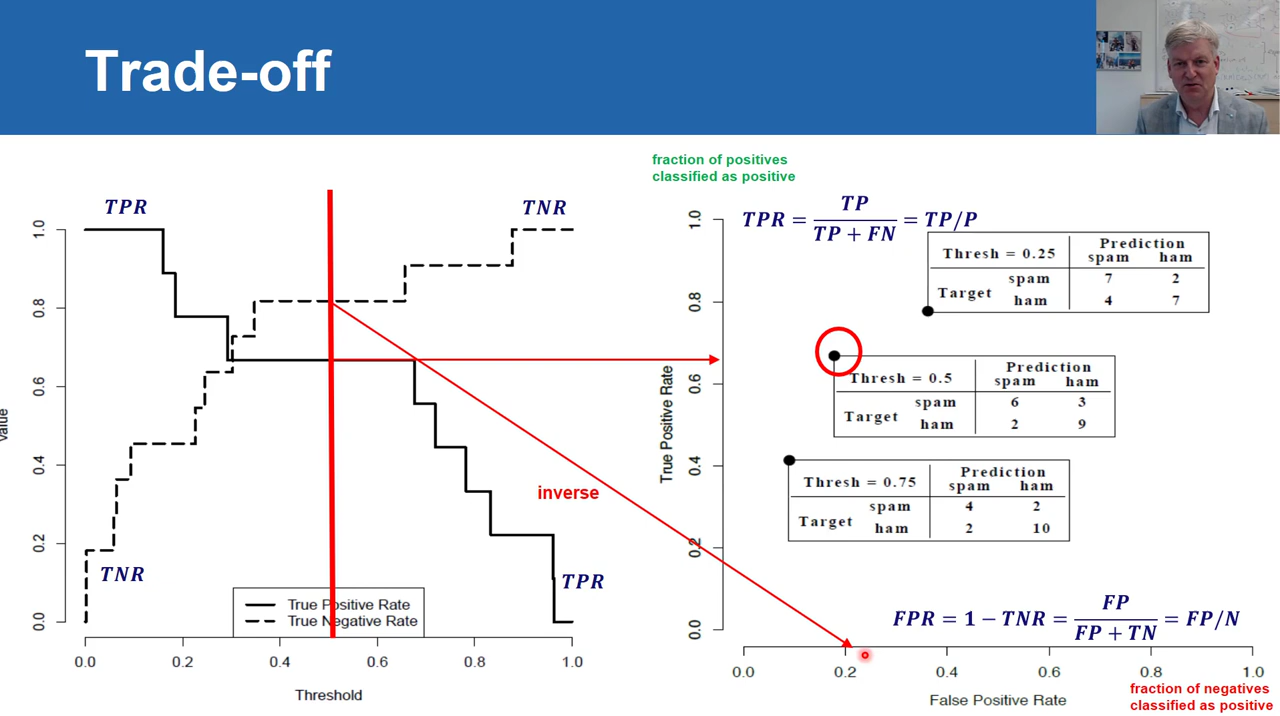 Trade-off
fraction of positives
classified as positive
TPR
TNR
1.0
0.8
0.6
0.4
0.2
0.0
value
TNR
TPR
True Positive Rate
True Negative Rate
0.0 0.2 0.4 0.6 0.8 1.0
Threshold
inverse
TPR = TP / (TP + FN) = TP/P
1.0
0.8
0.6
0.4
0.2
0.0
True Positive Rate
Thresh = 0.25 Prediction
spam ham
Target spam 7 2
ham 4 7
Thresh = 0.5 Prediction
spam ham
Target spam 6 3
ham 2 9
Thresh = 0.75 Prediction
spam ham
Target spam 4 2
ham 2 10
FPR = 1 − TNR = FP / (FP + TN) = FP/N
0.0 0.2 0.4 0.6 0.8 1.0
False Positive Rate
fraction of negatives
classified as positive